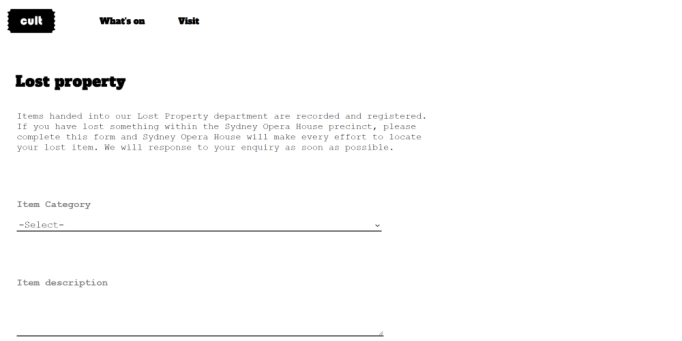 cult
What's on
Visit
Lost property
Items handed into our Lost Property department are recorded and registered.
If you have lost something within the Sydney Opera House precinct, please
complete this form and Sydney Opera House will make every effort to locate
your lost item. We will response to your enquiry as soon as possible.
Item Category
-Select-
Item description